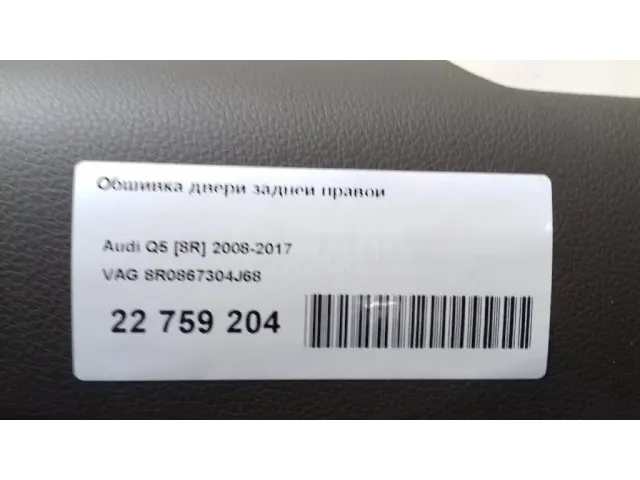 Обшивка двери задней правой
Audi Q5 [8R] 2008-2017
VAG 8R0867304J68
22 759 204